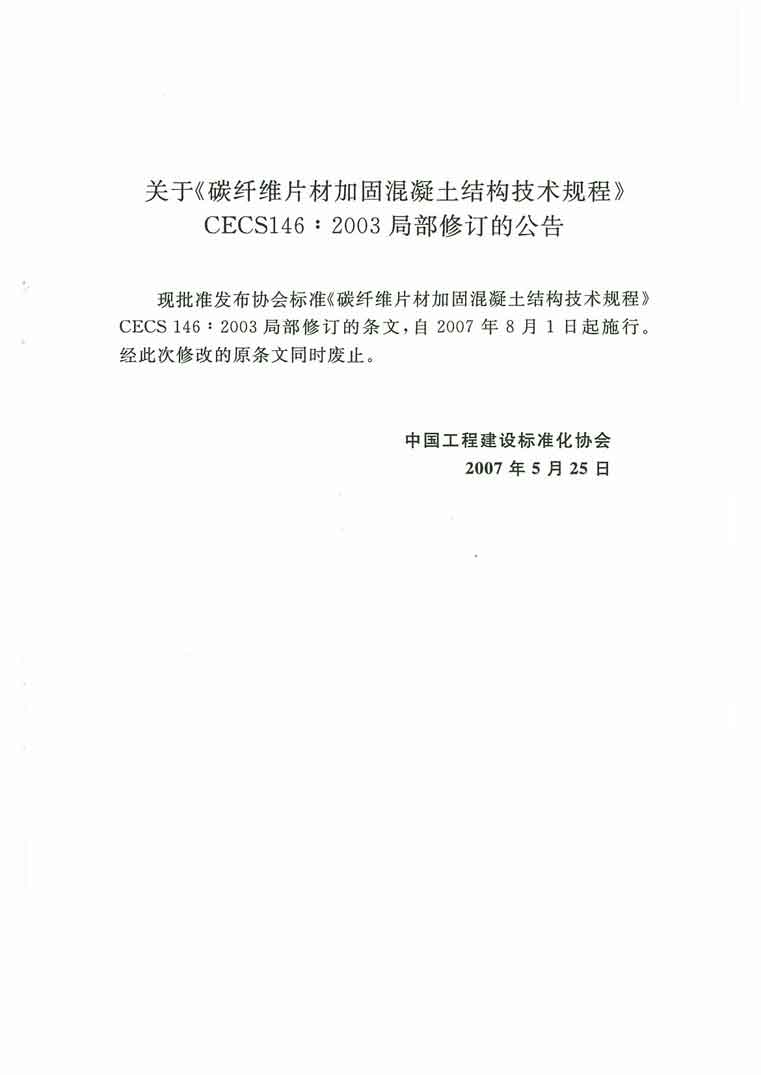 关于《碳纤维片材加固混凝土结构技术规程》
CECS146：2003 局部修订的公告
现批准发布协会标准《碳纤维片材加固混凝土结构技术规程》
CECS 146：2003 局部修订的条文，自 2007 年 8 月 1 日起施行。
经此次修改的原条文同时废止。
中国工程建设标准化协会
2007 年 5 月 25 日